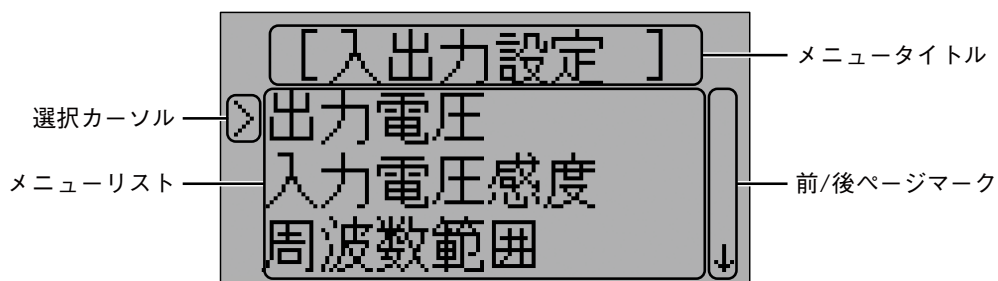 [入出力設定 ]
メニュータイトル
選択カーソル
>出力電圧
メニューリスト
入力電圧感度
前/後ページマーク
周波数範囲
↓